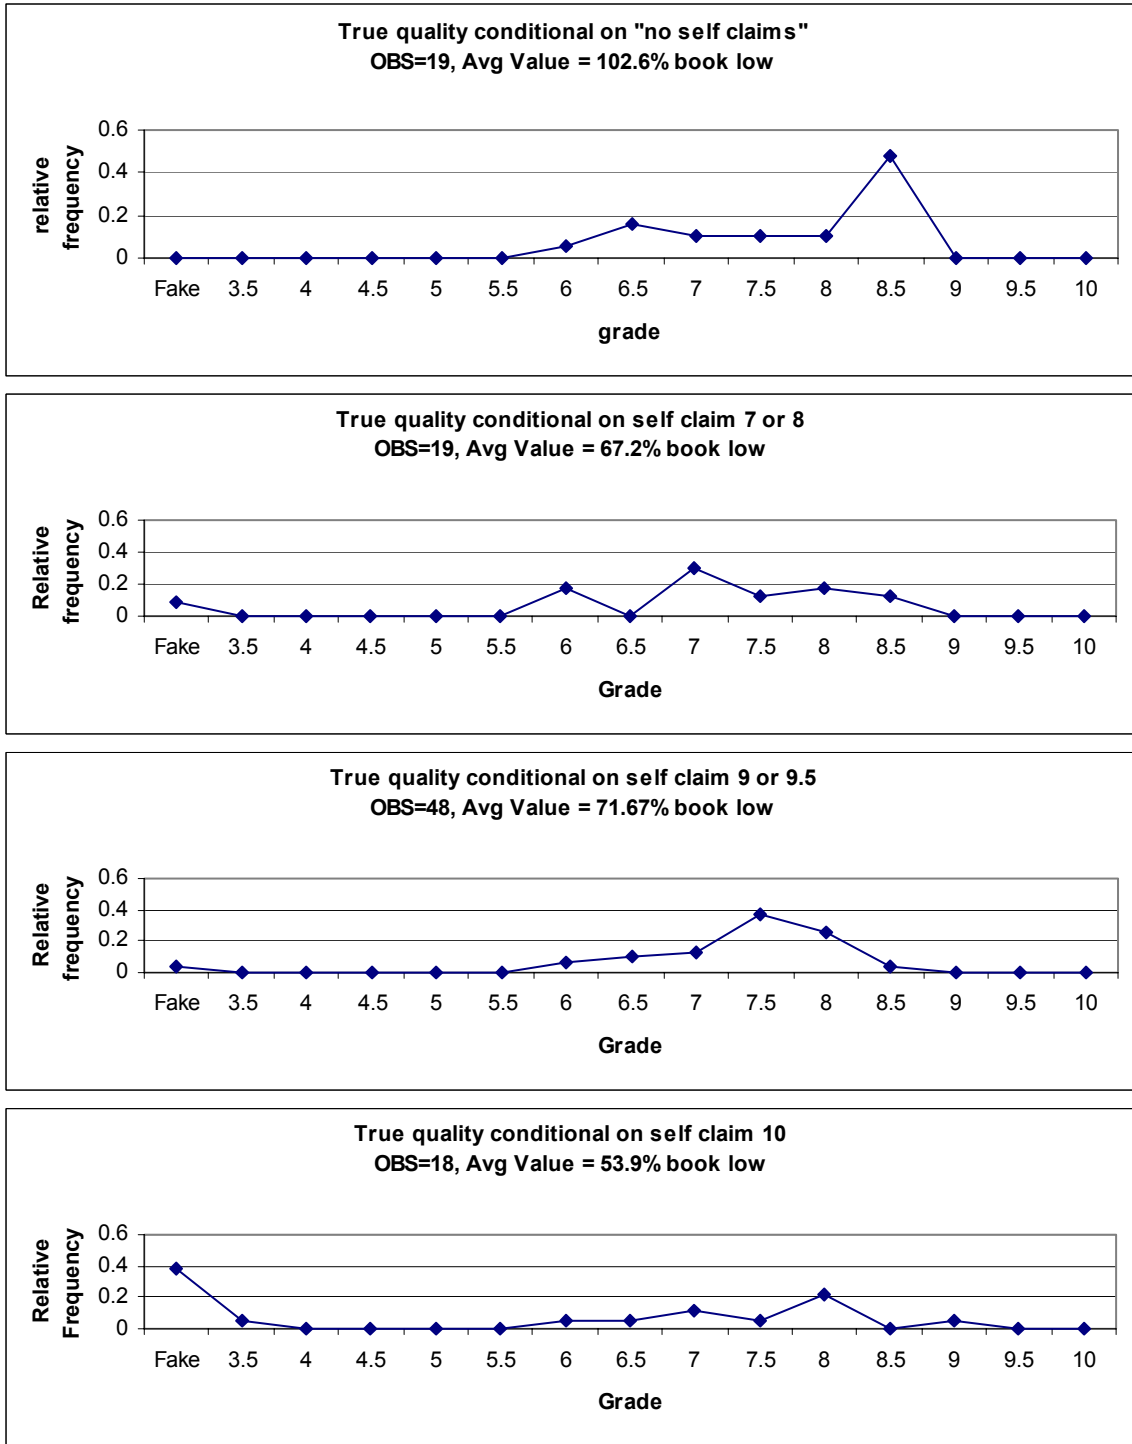 True quality conditional on "no self claims"
OBS=19, Avg Value = 102.6% book low
relative
frequency
0.6
0.4
0.2
0
Fake 3.5 4 4.5 5 5.5 6 6.5 7 7.5 8 8.5 9 9.5 10
grade
True quality conditional on self claim 7 or 8
OBS=19, Avg Value = 67.2% book low
Relative
frequency
0.6
0.4
0.2
0
Fake 3.5 4 4.5 5 5.5 6 6.5 7 7.5 8 8.5 9 9.5 10
Grade
True quality conditional on self claim 9 or 9.5
OBS=48, Avg Value = 71.67% book low
Relative
frequency
0.6
0.4
0.2
0
Fake 3.5 4 4.5 5 5.5 6 6.5 7 7.5 8 8.5 9 9.5 10
Grade
True quality conditional on self claim 10
OBS=18, Avg Value = 53.9% book low
Relative
Frequency
0.6
0.4
0.2
0
Fake 3.5 4 4.5 5 5.5 6 6.5 7 7.5 8 8.5 9 9.5 10
Grade